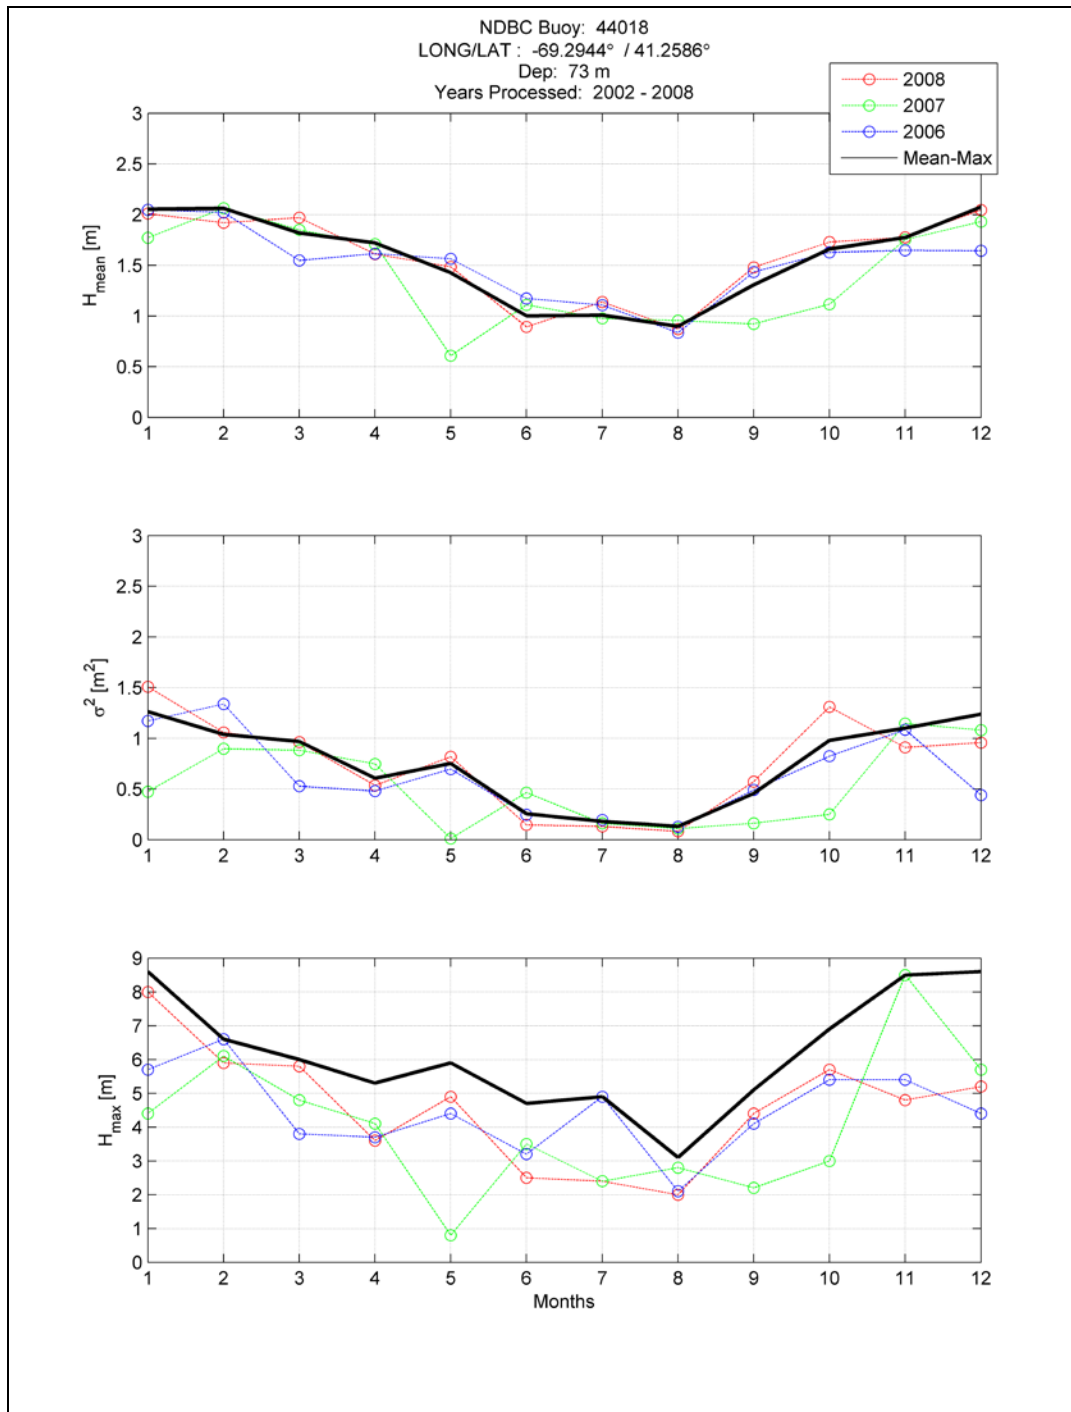 NDBC Buoy: 44018
LONG/LAT : -69.2944° / 41.2586°
Dep: 73 m
Years Processed: 2002 - 2008
2008
2007
2006
Mean-Max
3
2.5
2
1.5
1
0.5
0
H_mean [m]
1 2 3 4 5 6 7 8 9 10 11 12
3
2.5
2
1.5
1
0.5
0
σ² [m²]
1 2 3 4 5 6 7 8 9 10 11 12
9
8
7
6
5
4
3
2
1
0
H_max [m]
1 2 3 4 5 6 7 8 9 10 11 12
Months